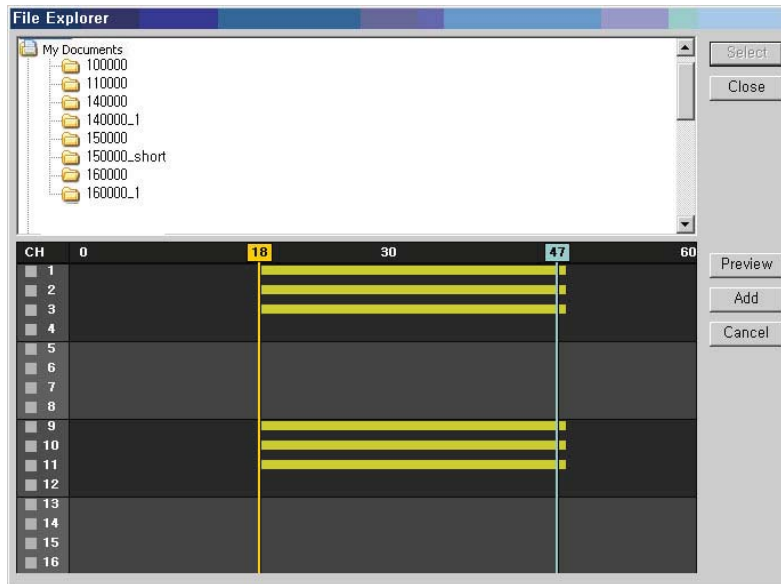 File Explorer
My Documents
100000
110000
140000
140000_1
150000
150000_short
160000
160000_1
Select
Close
CH 0 18 30 47 60
1
2
3
4
5
6
7
8
9
10
11
12
13
14
15
16
Preview
Add
Cancel